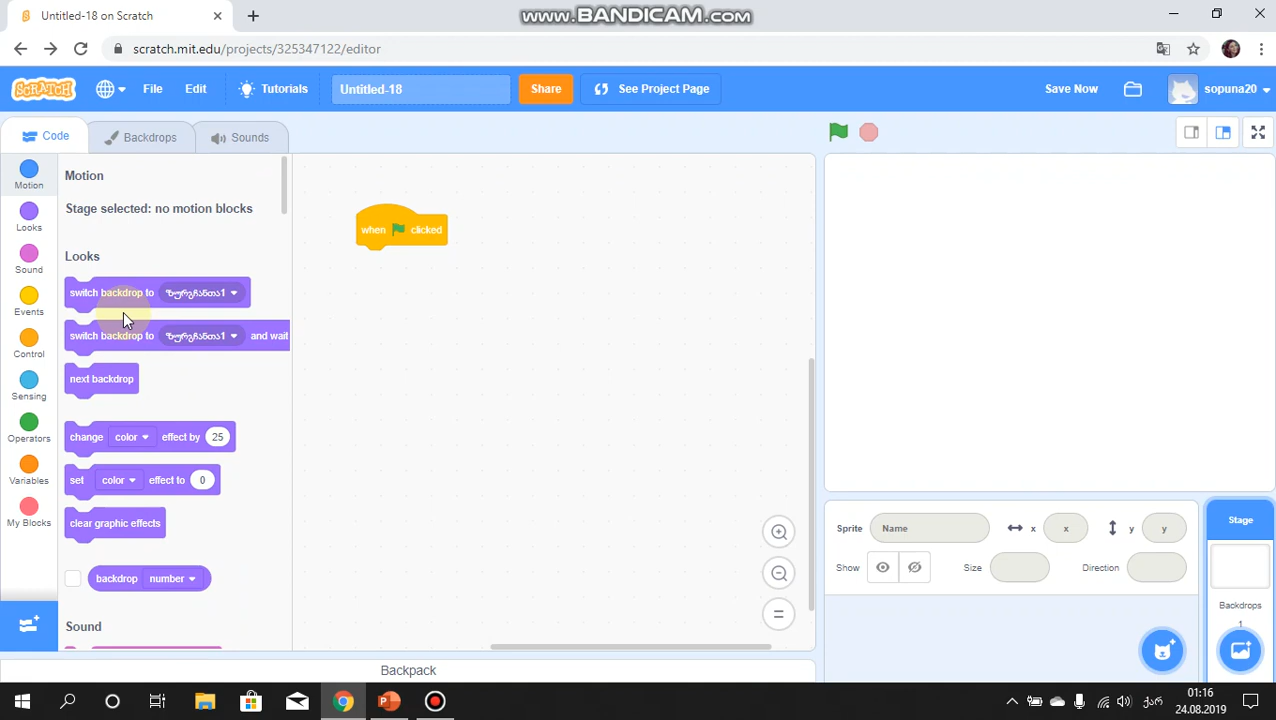 Untitled-18 on Scratch
www.BANDICAM.com
scratch.mit.edu/projects/325347122/editor
SCRATCH
File
Edit
Tutorials
Untitled-18
Share
See Project Page
Save Now
sopuna20
Code
Backdrops
Sounds
Motion
Looks
Sound
Events
Control
Sensing
Operators
Variables
My Blocks
Motion
Stage selected: no motion blocks
Looks
switch backdrop to ზურგჩანთა1
switch backdrop to ზურგჩანთა1 and wait
next backdrop
change color effect by 25
set color effect to 0
clear graphic effects
backdrop number
Sound
when clicked
Backpack
Sprite Name x x y y
Show Size Direction
Stage
Backdrops
1
ქარ
01:16
24.08.2019